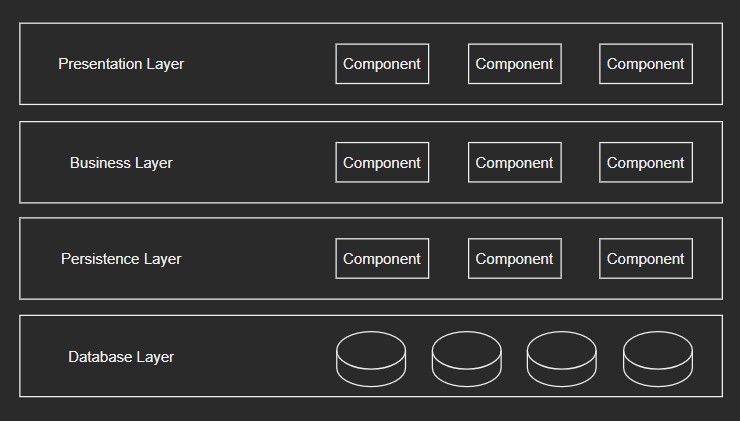 Presentation Layer
Component
Component
Component
Business Layer
Component
Component
Component
Persistence Layer
Component
Component
Component
Database Layer